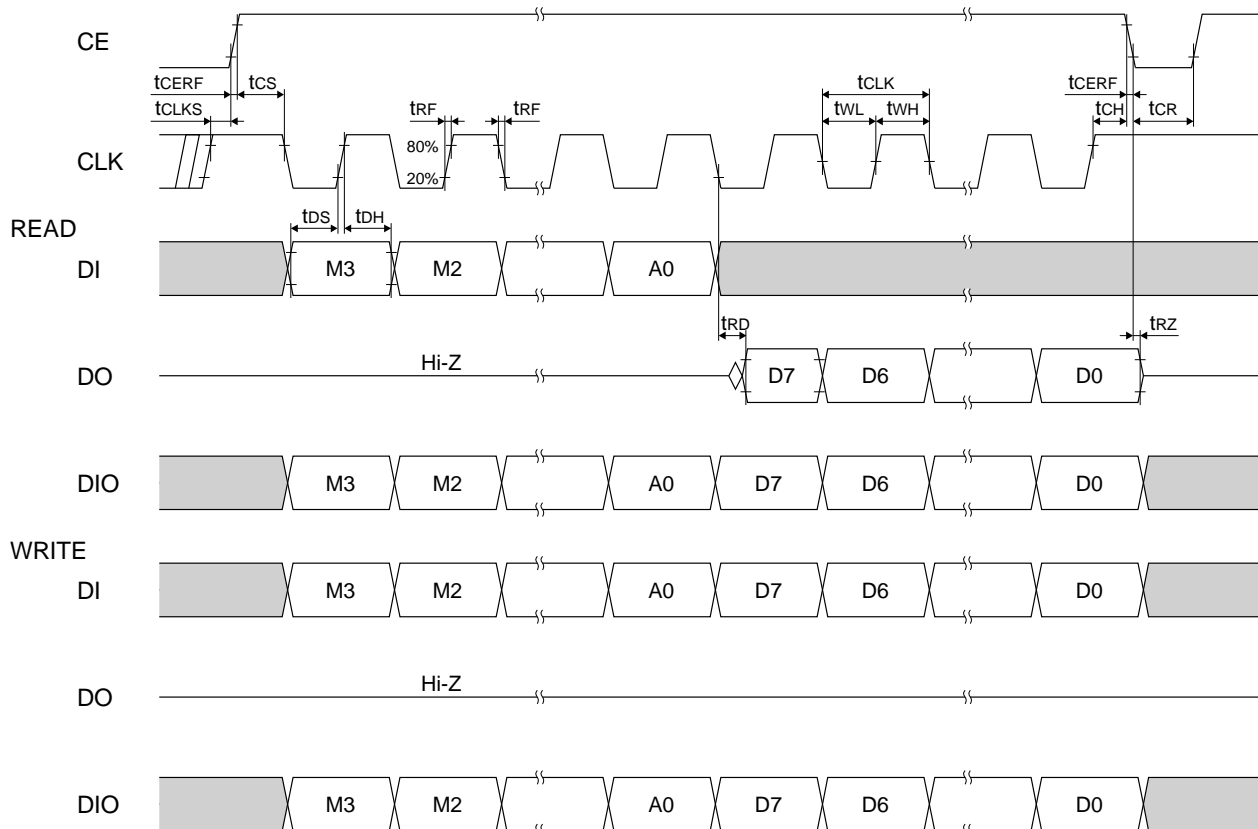 CE
tCERF tCS tCLK tCERF
tCLKS tRF tRF tWL tWH tCH tCR
CLK 80%
20%
tDS tDH
READ
DI M3 M2 A0
tRD tRZ
DO Hi-Z D7 D6 D0
DIO M3 M2 A0 D7 D6 D0
WRITE
DI M3 M2 A0 D7 D6 D0
DO Hi-Z
DIO M3 M2 A0 D7 D6 D0